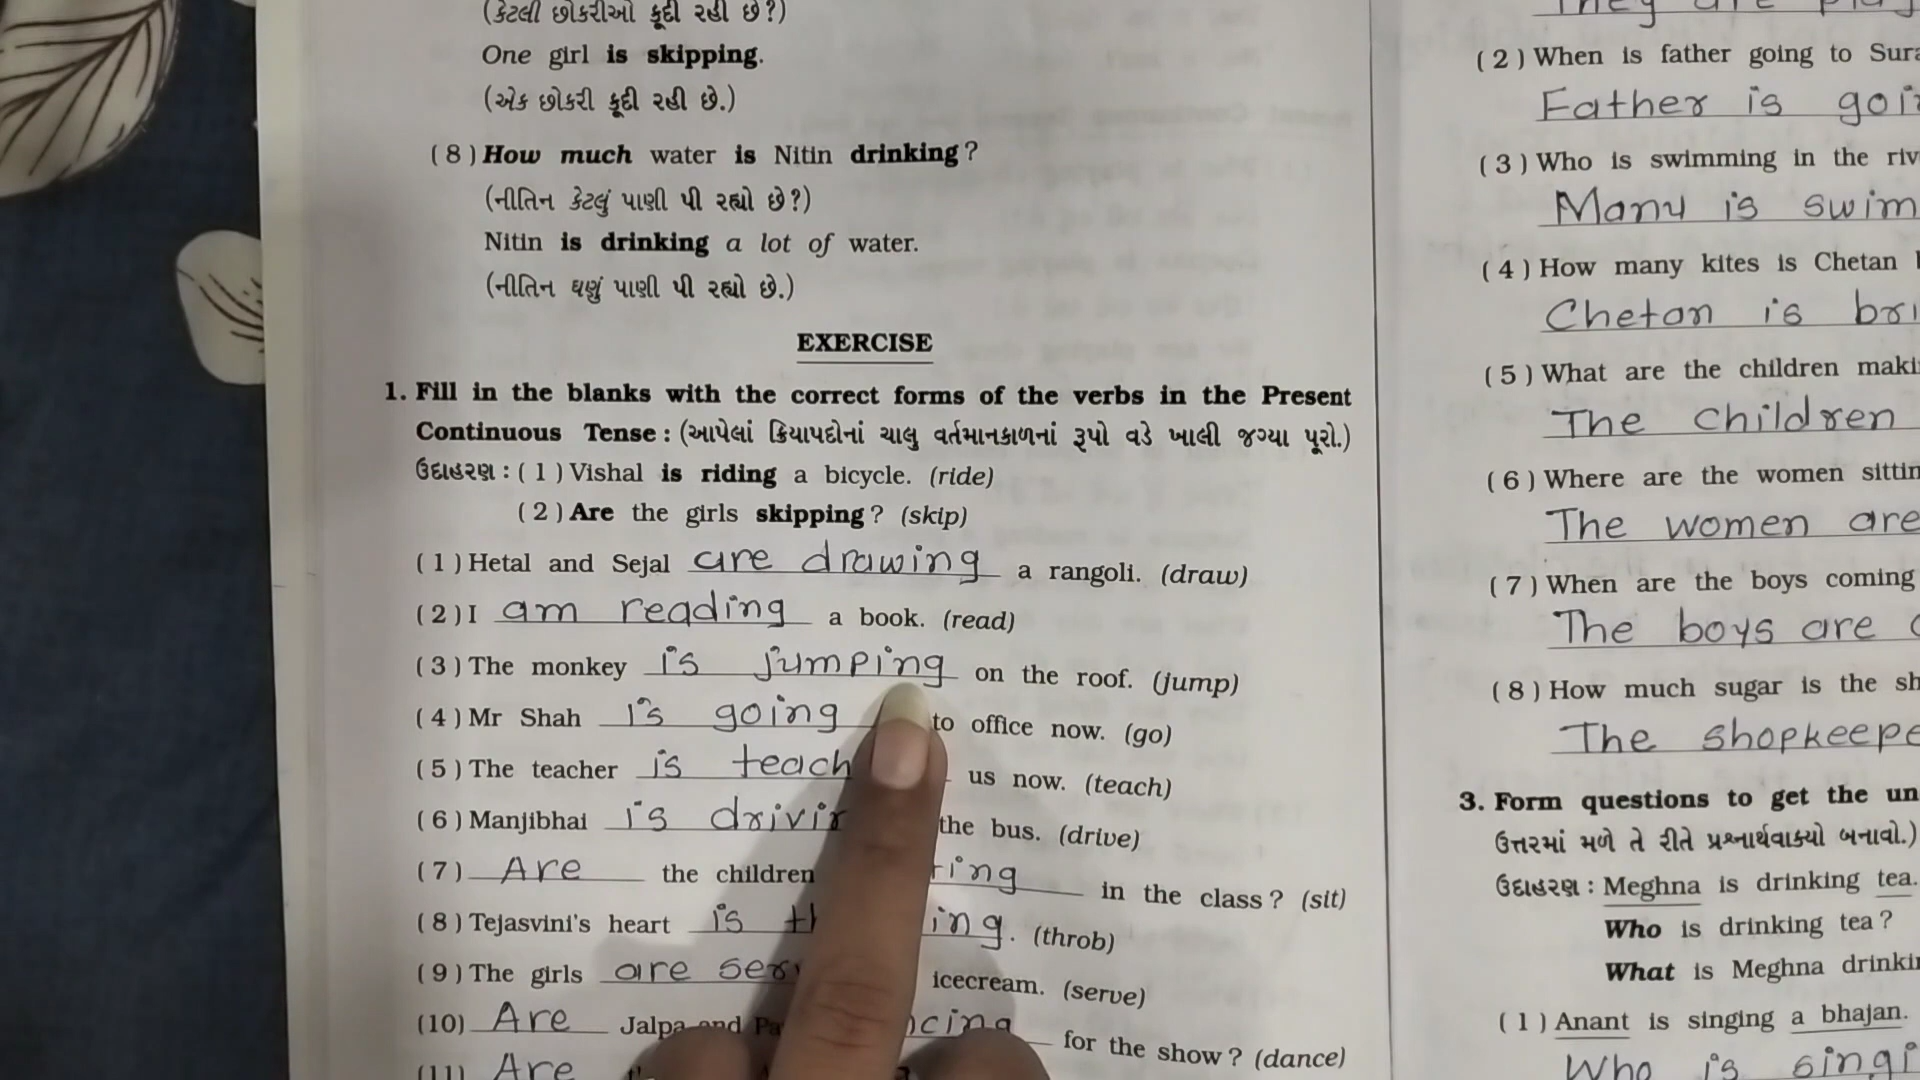 (કેટલી છોકરીઓ કૂદી રહી છે?)
One girl is skipping.
(એક છોકરી કૂદી રહી છે.)
(8) How much water is Nitin drinking?
(નીતિન કેટલું પાણી પી રહ્યો છે?)
Nitin is drinking a lot of water.
(નીતિન ઘણું પાણી પી રહ્યો છે.)
EXERCISE
1. Fill in the blanks with the correct forms of the verbs in the Present
Continuous Tense : (આપેલાં ક્રિયાપદોનાં ચાલુ વર્તમાનકાળનાં રૂપો વડે ખાલી જગ્યા પૂરો.)
ઉદાહરણ : (1) Vishal is riding a bicycle. (ride)
(2) Are the girls skipping? (skip)
(1) Hetal and Sejal are drawing a rangoli. (draw)
(2) I am reading a book. (read)
(3) The monkey is jumping on the roof. (jump)
(4) Mr Shah is going to office now. (go)
(5) The teacher is teach us now. (teach)
(6) Manjibhai is the bus. (drive)
(7) Are the children in the class? (sit)
(8) Tejasvini's heart is (throb)
(9) The girls are icecream. (serve)
(10) Are Jalpa and for the show? (dance)
(11) Are
They are
(2) When is father going to
Father is
(3) Who is swimming in the
Manu is
(4) How many kites is Chetan
Chetan is
(5) What are the children
The children
(6) Where are the women
The women are
(7) When are the boys coming
The boys are
(8) How much sugar is the
The
3. Form questions to get the
ઉત્તરમાં મળે તે રીતે પ્રશ્નાર્થવાક્યો બનાવો.)
ઉદાહરણ : Meghna is drinking tea.
Who is drinking tea?
What is Meghna
(1) Anant is singing a bhajan.
Who is